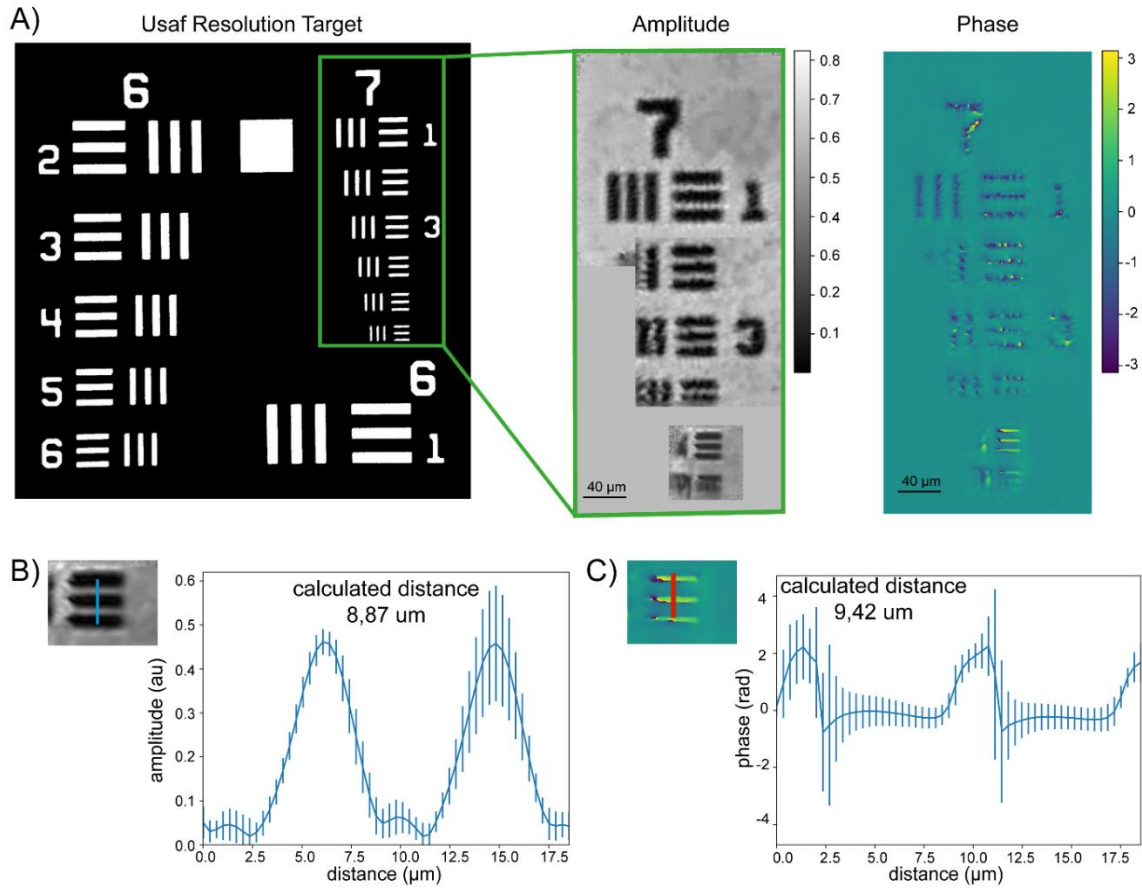 A)
Usaf Resolution Target
6
7
2
1
3
3
4
5
6
6
1
Amplitude
7
1
3
40 µm
0.8
0.7
0.6
0.5
0.4
0.3
0.2
0.1
Phase
7
1
3
40 µm
3
2
1
0
-1
-2
-3
B)
calculated distance
8,87 um
amplitude (au)
0.6
0.5
0.4
0.3
0.2
0.1
0.0
0.0 2.5 5.0 7.5 10.0 12.5 15.0 17.5
distance (µm)
C)
calculated distance
9,42 um
phase (rad)
4
2
0
-2
-4
0.0 2.5 5.0 7.5 10.0 12.5 15.0 17.5
distance (µm)